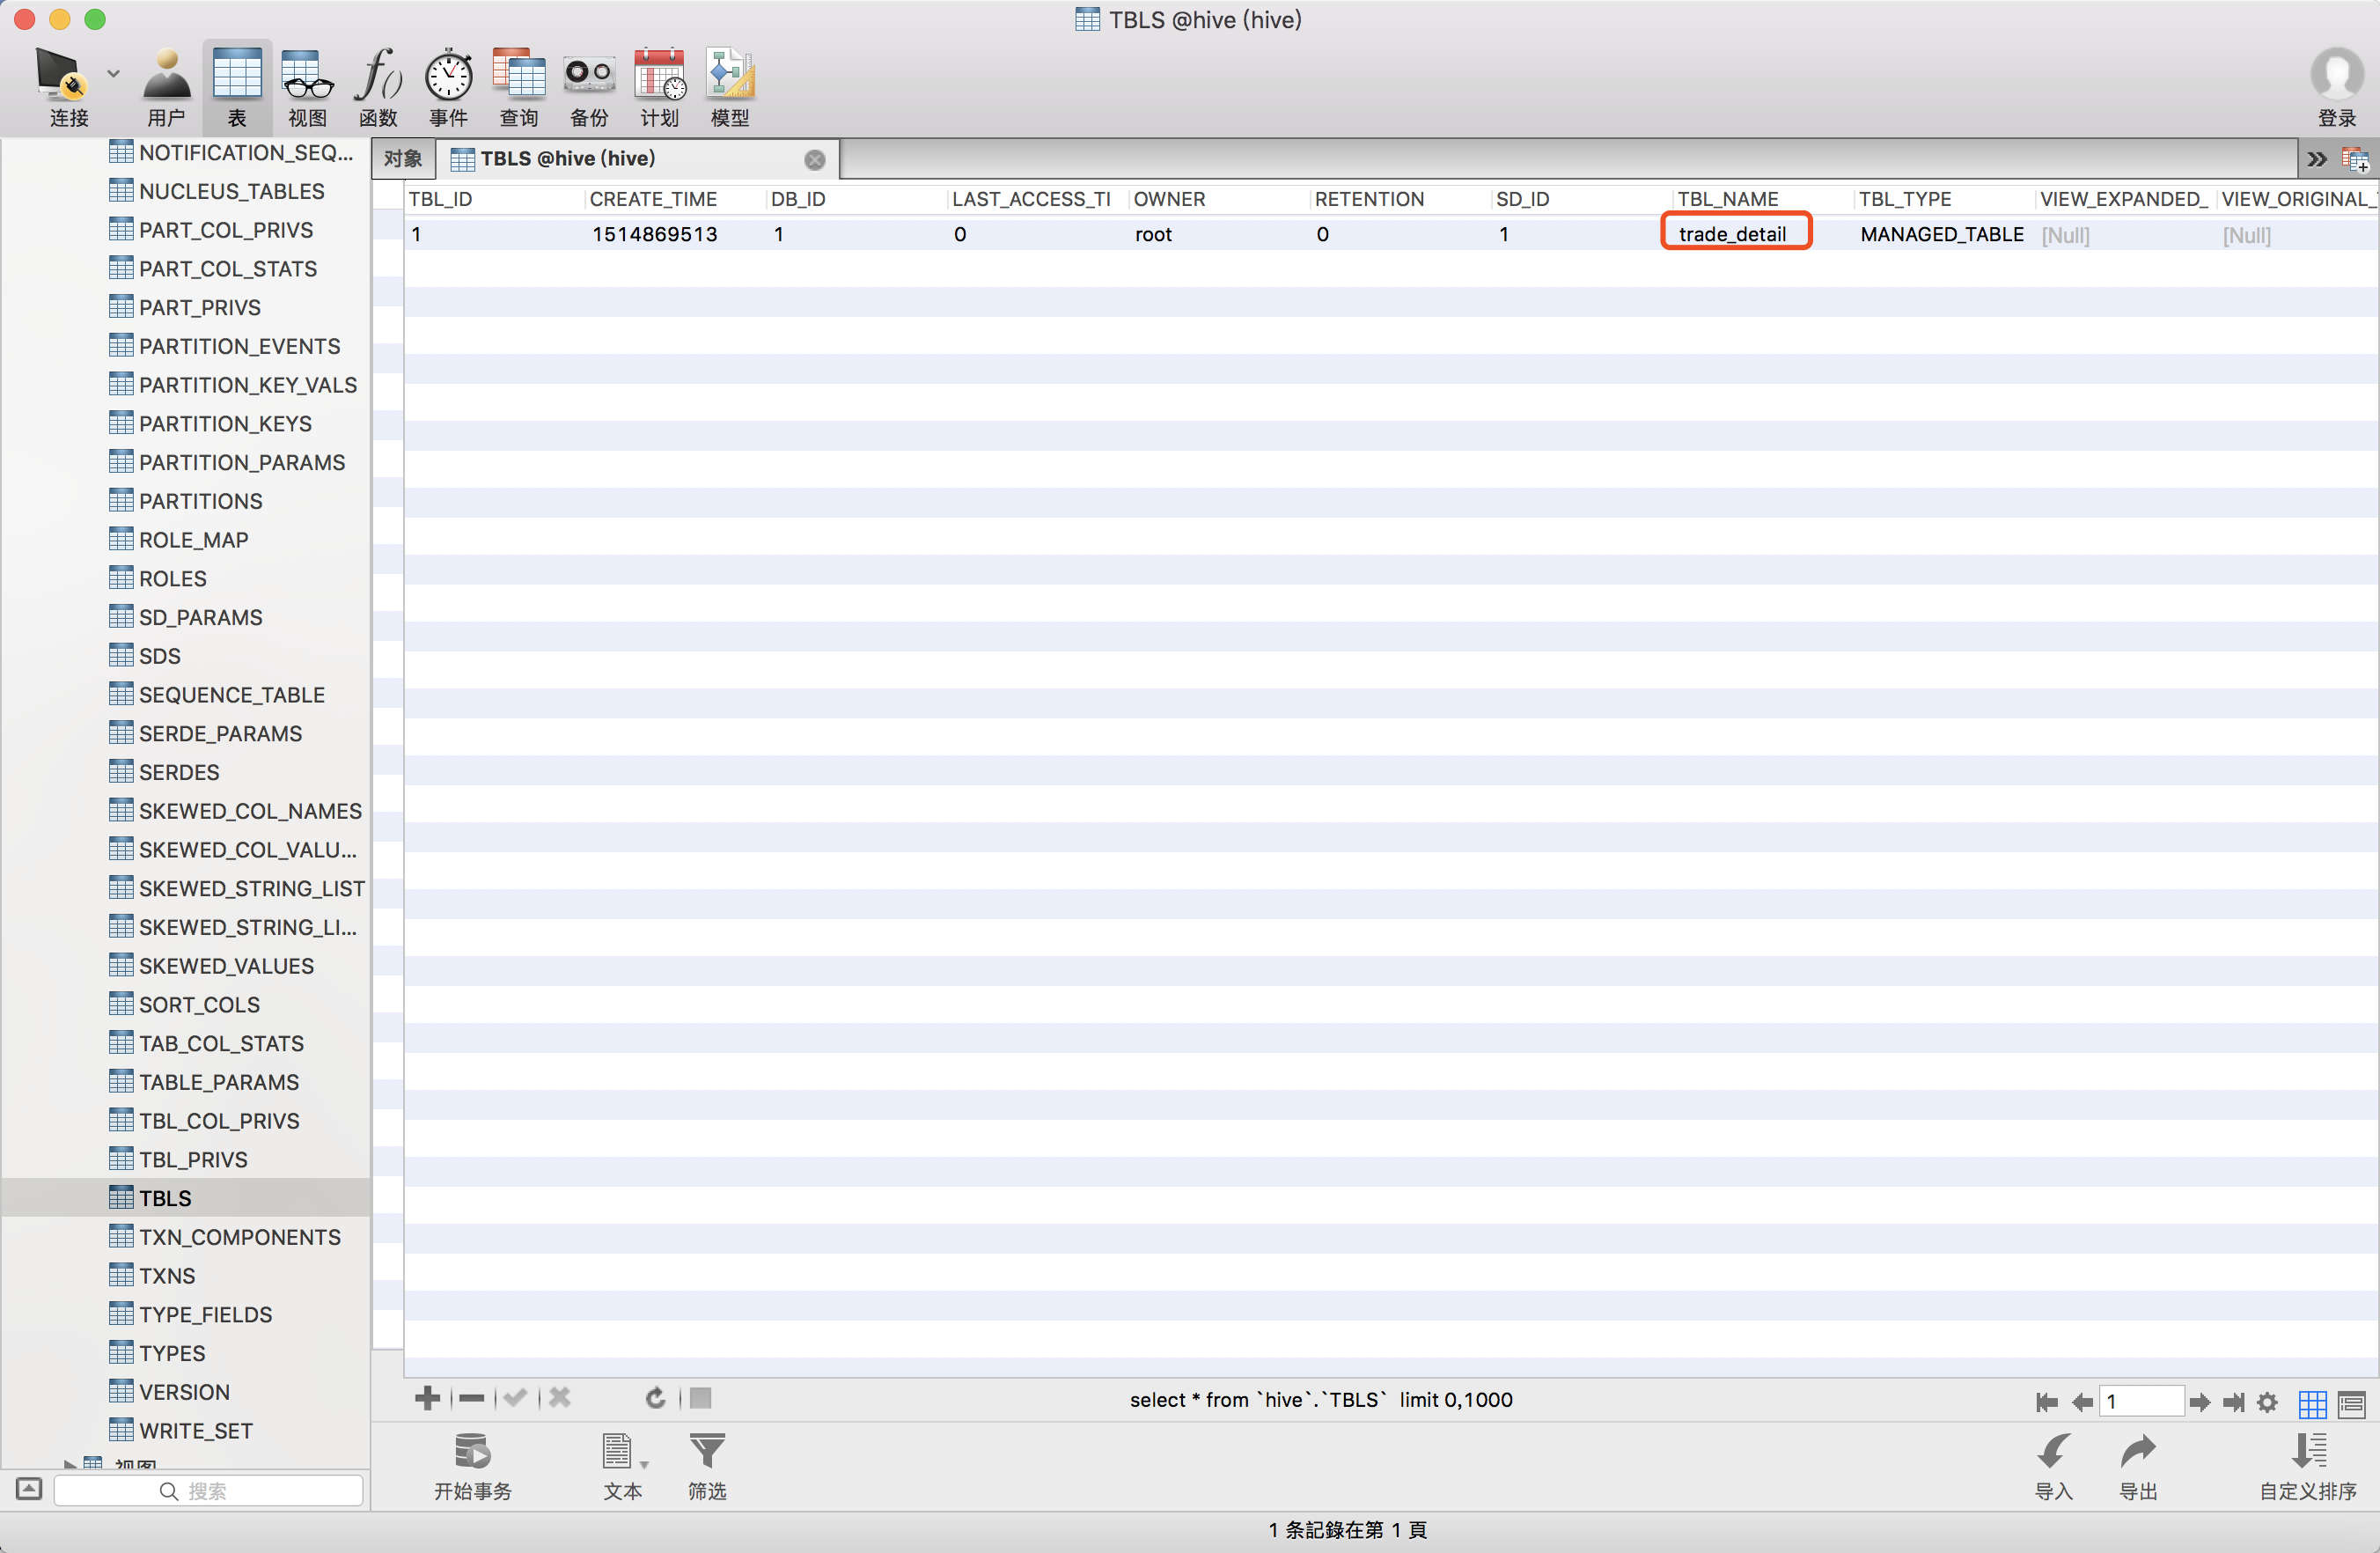 TBLS @hive (hive)
连接 用户 表 视图 函数 事件 查询 备份 计划 模型 登录
对象 TBLS @hive (hive)
NOTIFICATION_SEQ...
NUCLEUS_TABLES
PART_COL_PRIVS
PART_COL_STATS
PART_PRIVS
PARTITION_EVENTS
PARTITION_KEY_VALS
PARTITION_KEYS
PARTITION_PARAMS
PARTITIONS
ROLE_MAP
ROLES
SD_PARAMS
SDS
SEQUENCE_TABLE
SERDE_PARAMS
SERDES
SKEWED_COL_NAMES
SKEWED_COL_VALU...
SKEWED_STRING_LIST
SKEWED_STRING_LI...
SKEWED_VALUES
SORT_COLS
TAB_COL_STATS
TABLE_PARAMS
TBL_COL_PRIVS
TBL_PRIVS
TBLS
TXN_COMPONENTS
TXNS
TYPE_FIELDS
TYPES
VERSION
WRITE_SET
视图
搜索
TBL_ID CREATE_TIME DB_ID LAST_ACCESS_TI OWNER RETENTION SD_ID TBL_NAME TBL_TYPE VIEW_EXPANDED_ VIEW_ORIGINAL_
1 1514869513 1 0 root 0 1 trade_detail MANAGED_TABLE [Null] [Null]
select * from `hive`.`TBLS` limit 0,1000 1
开始事务 文本 筛选 导入 导出 自定义排序
1 条記錄在第 1 頁